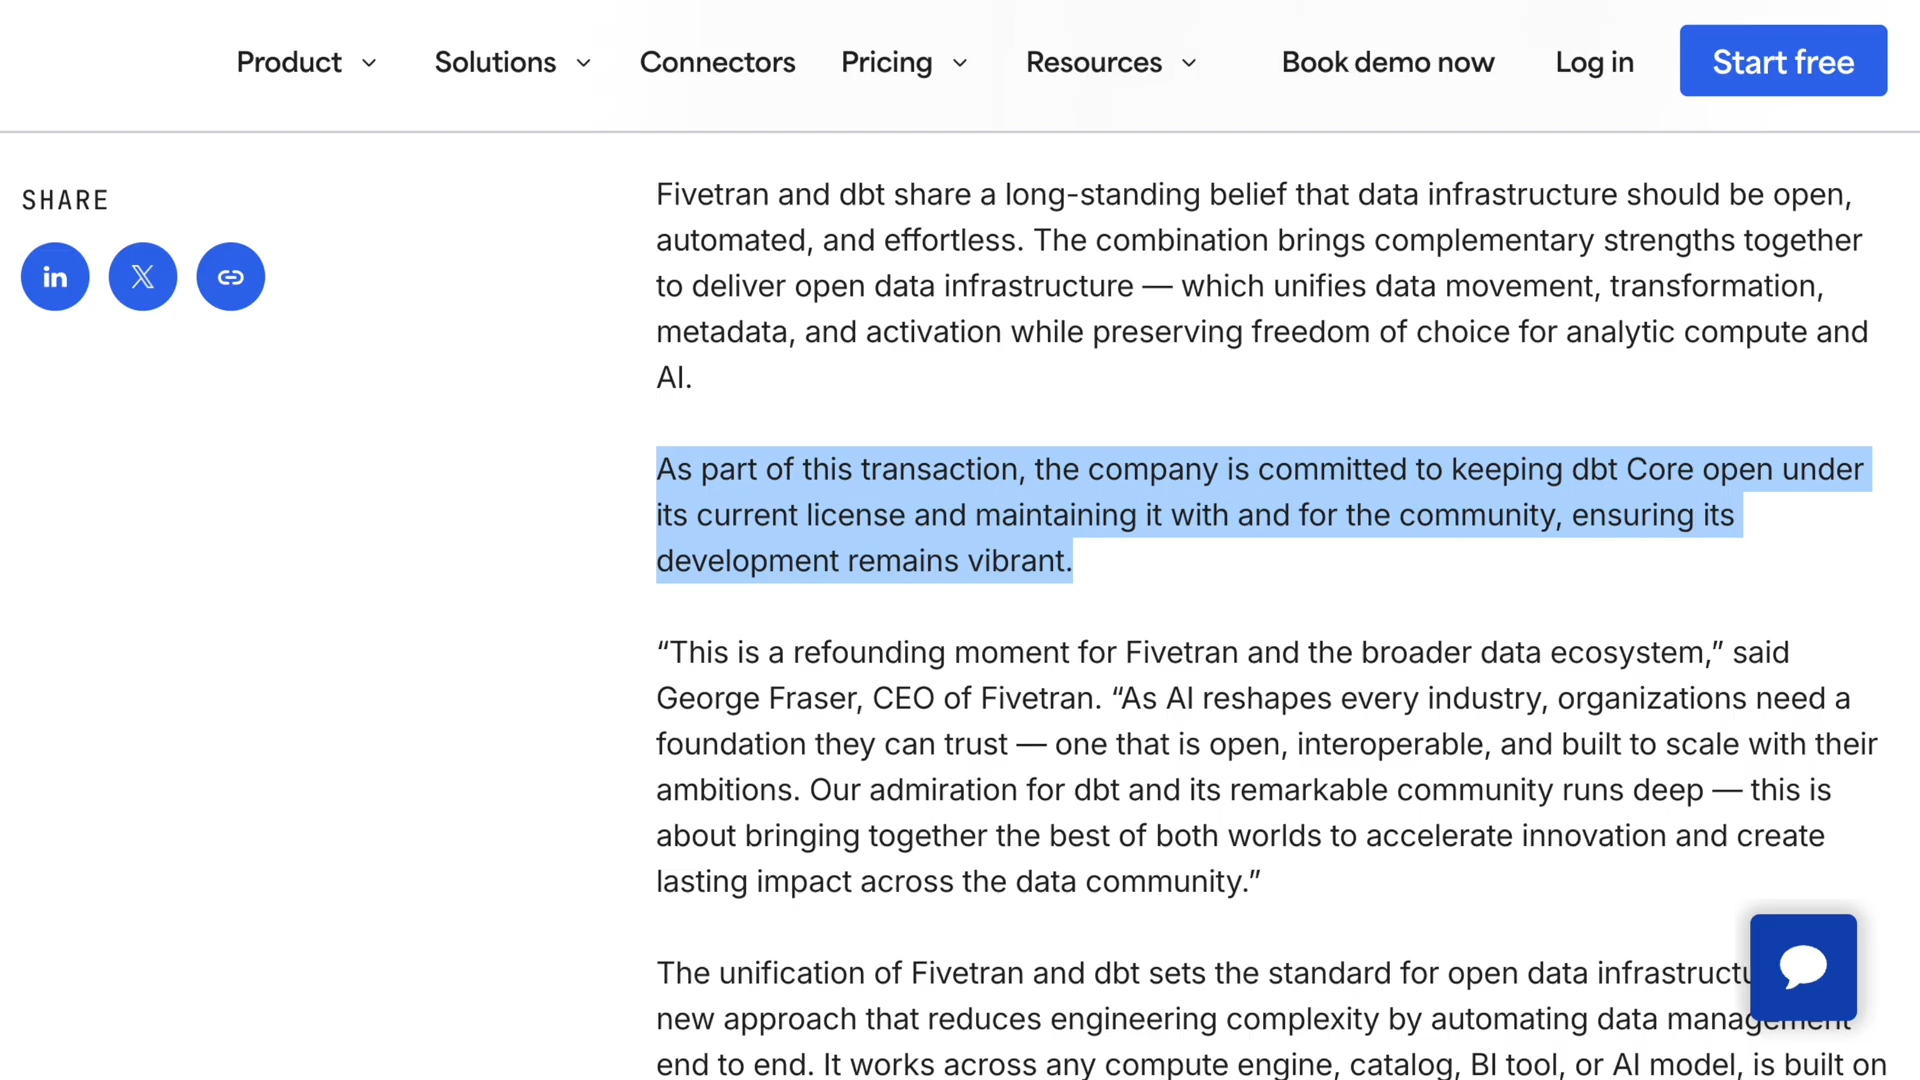 Product
Solutions
Connectors
Pricing
Resources
Book demo now
Log in
Start free
SHARE
in
X
Fivetran and dbt share a long-standing belief that data infrastructure should be open,
automated, and effortless. The combination brings complementary strengths together
to deliver open data infrastructure — which unifies data movement, transformation,
metadata, and activation while preserving freedom of choice for analytic compute and
AI.
As part of this transaction, the company is committed to keeping dbt Core open under
its current license and maintaining it with and for the community, ensuring its
development remains vibrant.
“This is a refounding moment for Fivetran and the broader data ecosystem,” said
George Fraser, CEO of Fivetran. “As AI reshapes every industry, organizations need a
foundation they can trust — one that is open, interoperable, and built to scale with their
ambitions. Our admiration for dbt and its remarkable community runs deep — this is
about bringing together the best of both worlds to accelerate innovation and create
lasting impact across the data community.”
The unification of Fivetran and dbt sets the standard for open data
new approach that reduces engineering complexity by automating data management
end to end. It works across any compute engine, catalog, BI tool, or AI model, is built on